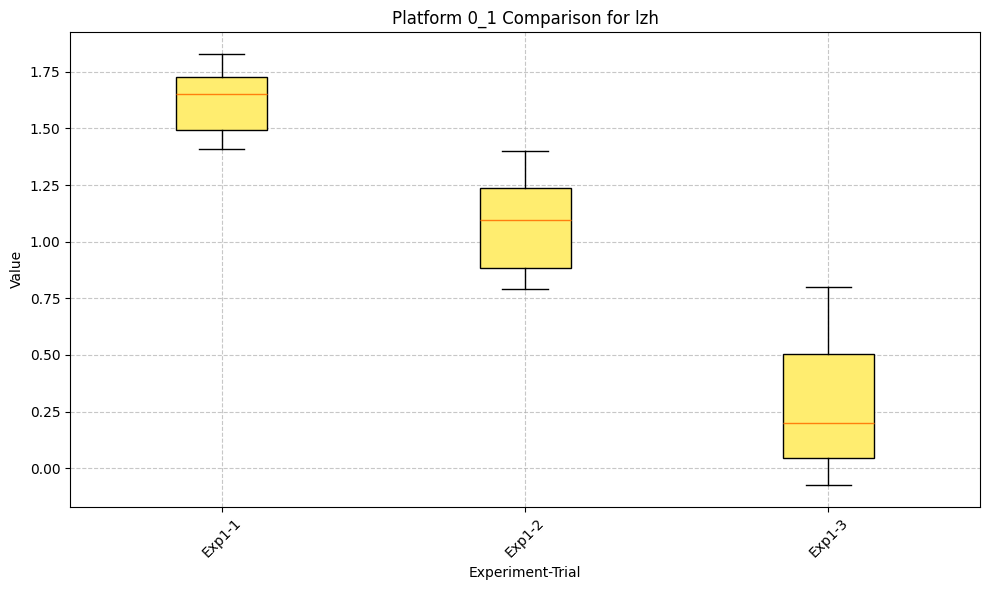 Platform 0_1 Comparison for lzh
Value
1.75
1.50
1.25
1.00
0.75
0.50
0.25
0.00
Exp1-1
Exp1-2
Exp1-3
Experiment-Trial